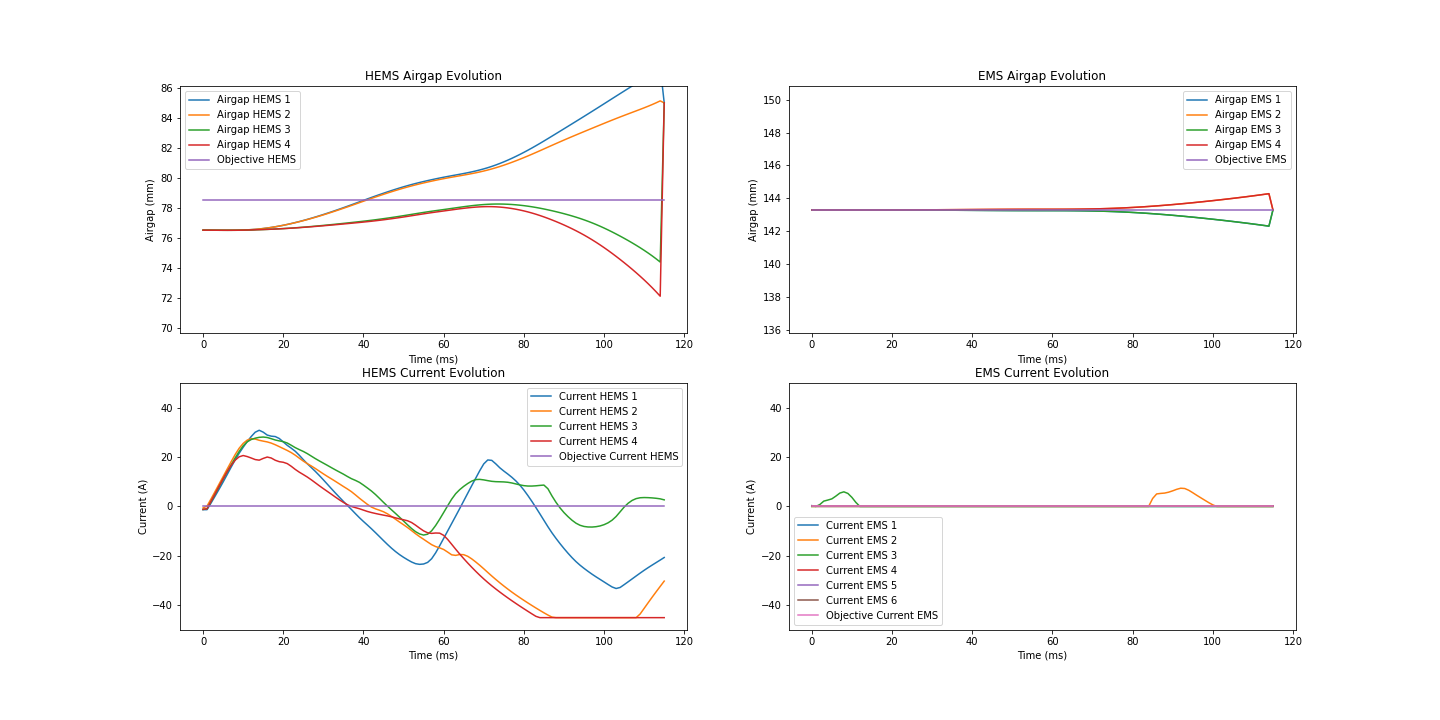 HEMS Airgap Evolution
Airgap (mm)
86
84
82
80
78
76
74
72
70
Airgap HEMS 1
Airgap HEMS 2
Airgap HEMS 3
Airgap HEMS 4
Objective HEMS
0 20 40 60 80 100 120
Time (ms)
EMS Airgap Evolution
Airgap (mm)
150
148
146
144
142
140
138
136
Airgap EMS 1
Airgap EMS 2
Airgap EMS 3
Airgap EMS 4
Objective EMS
0 20 40 60 80 100 120
Time (ms)
HEMS Current Evolution
Current (A)
40
20
0
−20
−40
Current HEMS 1
Current HEMS 2
Current HEMS 3
Current HEMS 4
Objective Current HEMS
0 20 40 60 80 100 120
Time (ms)
EMS Current Evolution
Current (A)
40
20
0
−20
−40
Current EMS 1
Current EMS 2
Current EMS 3
Current EMS 4
Current EMS 5
Current EMS 6
Objective Current EMS
0 20 40 60 80 100 120
Time (ms)